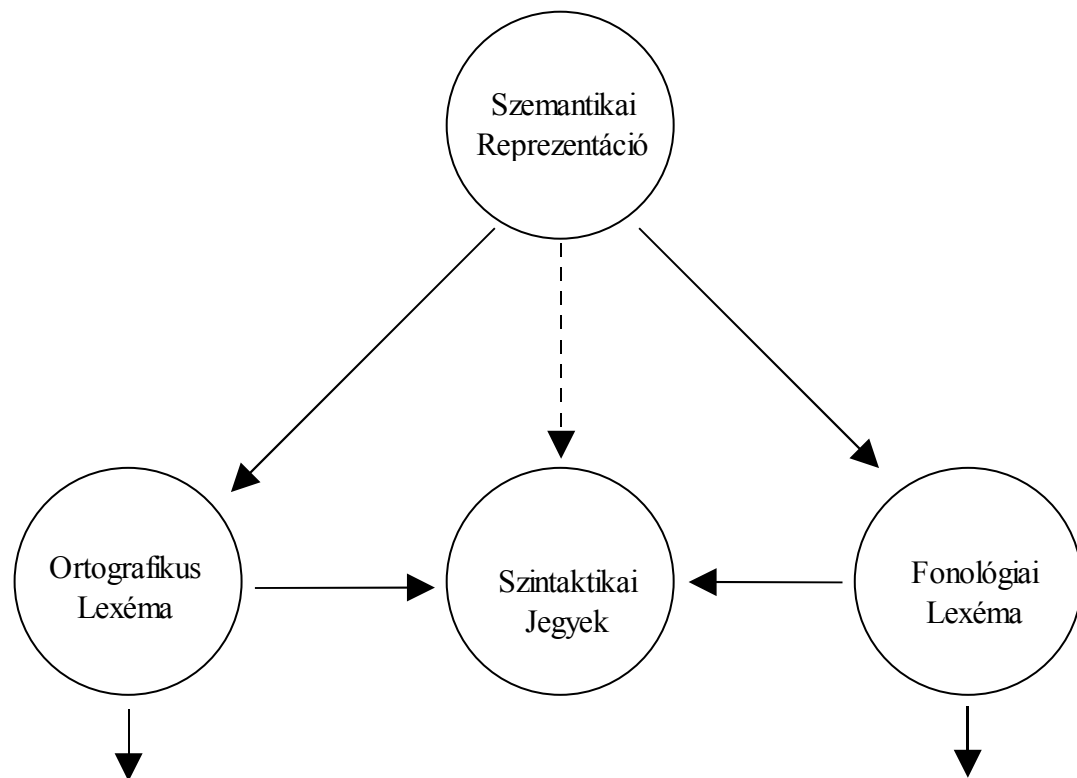 Szemantikai
Reprezentáció
Ortografikus
Lexéma
Szintaktikai
Jegyek
Fonológiai
Lexéma